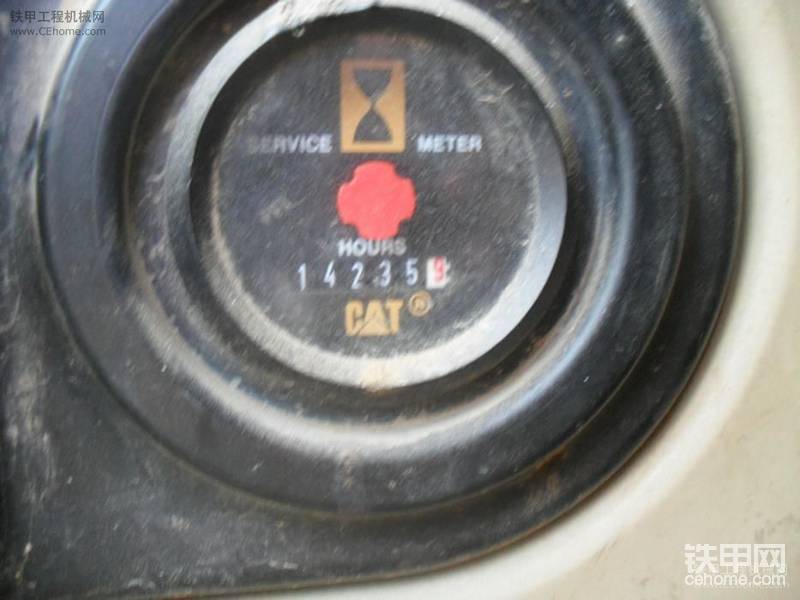 铁甲工程机械网
www.CEhome.com
SERVICE METER
HOURS
142359
CAT ®
铁甲网
cehome.com